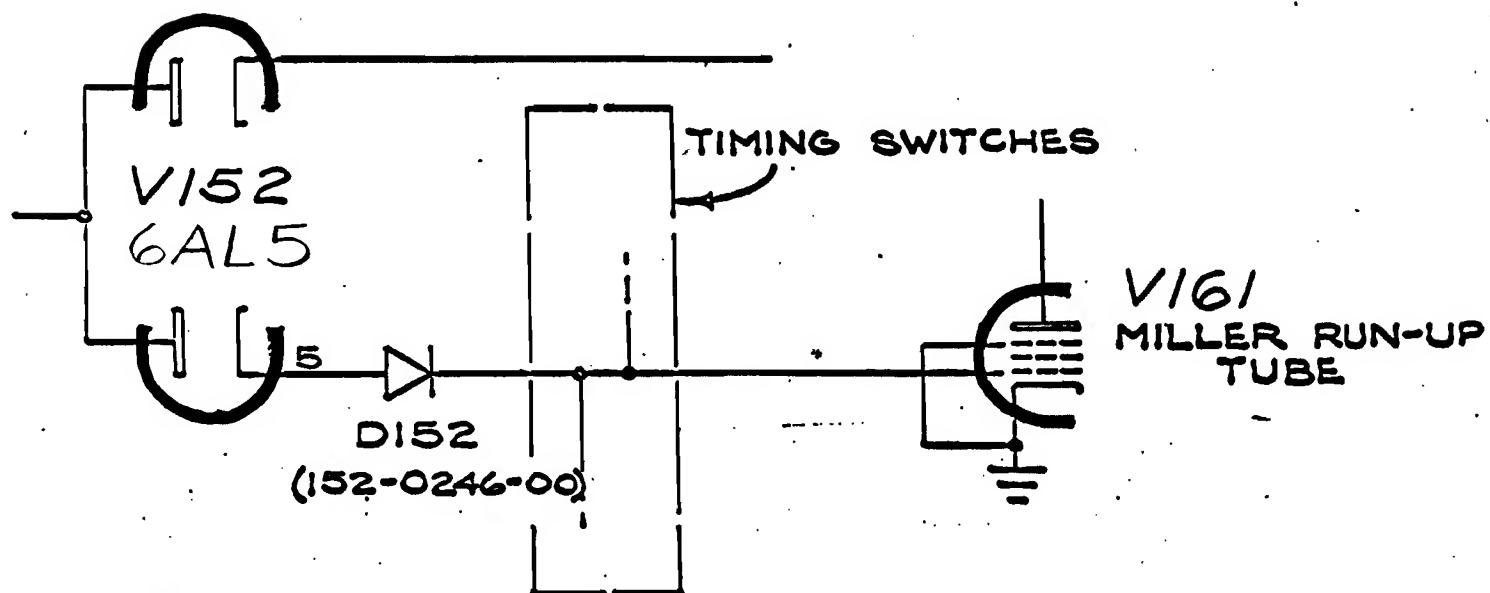 TIMING SWITCHES
V152
6AL5
V161
MILLER RUN-UP
TUBE
5
D152
(152-0246-00)